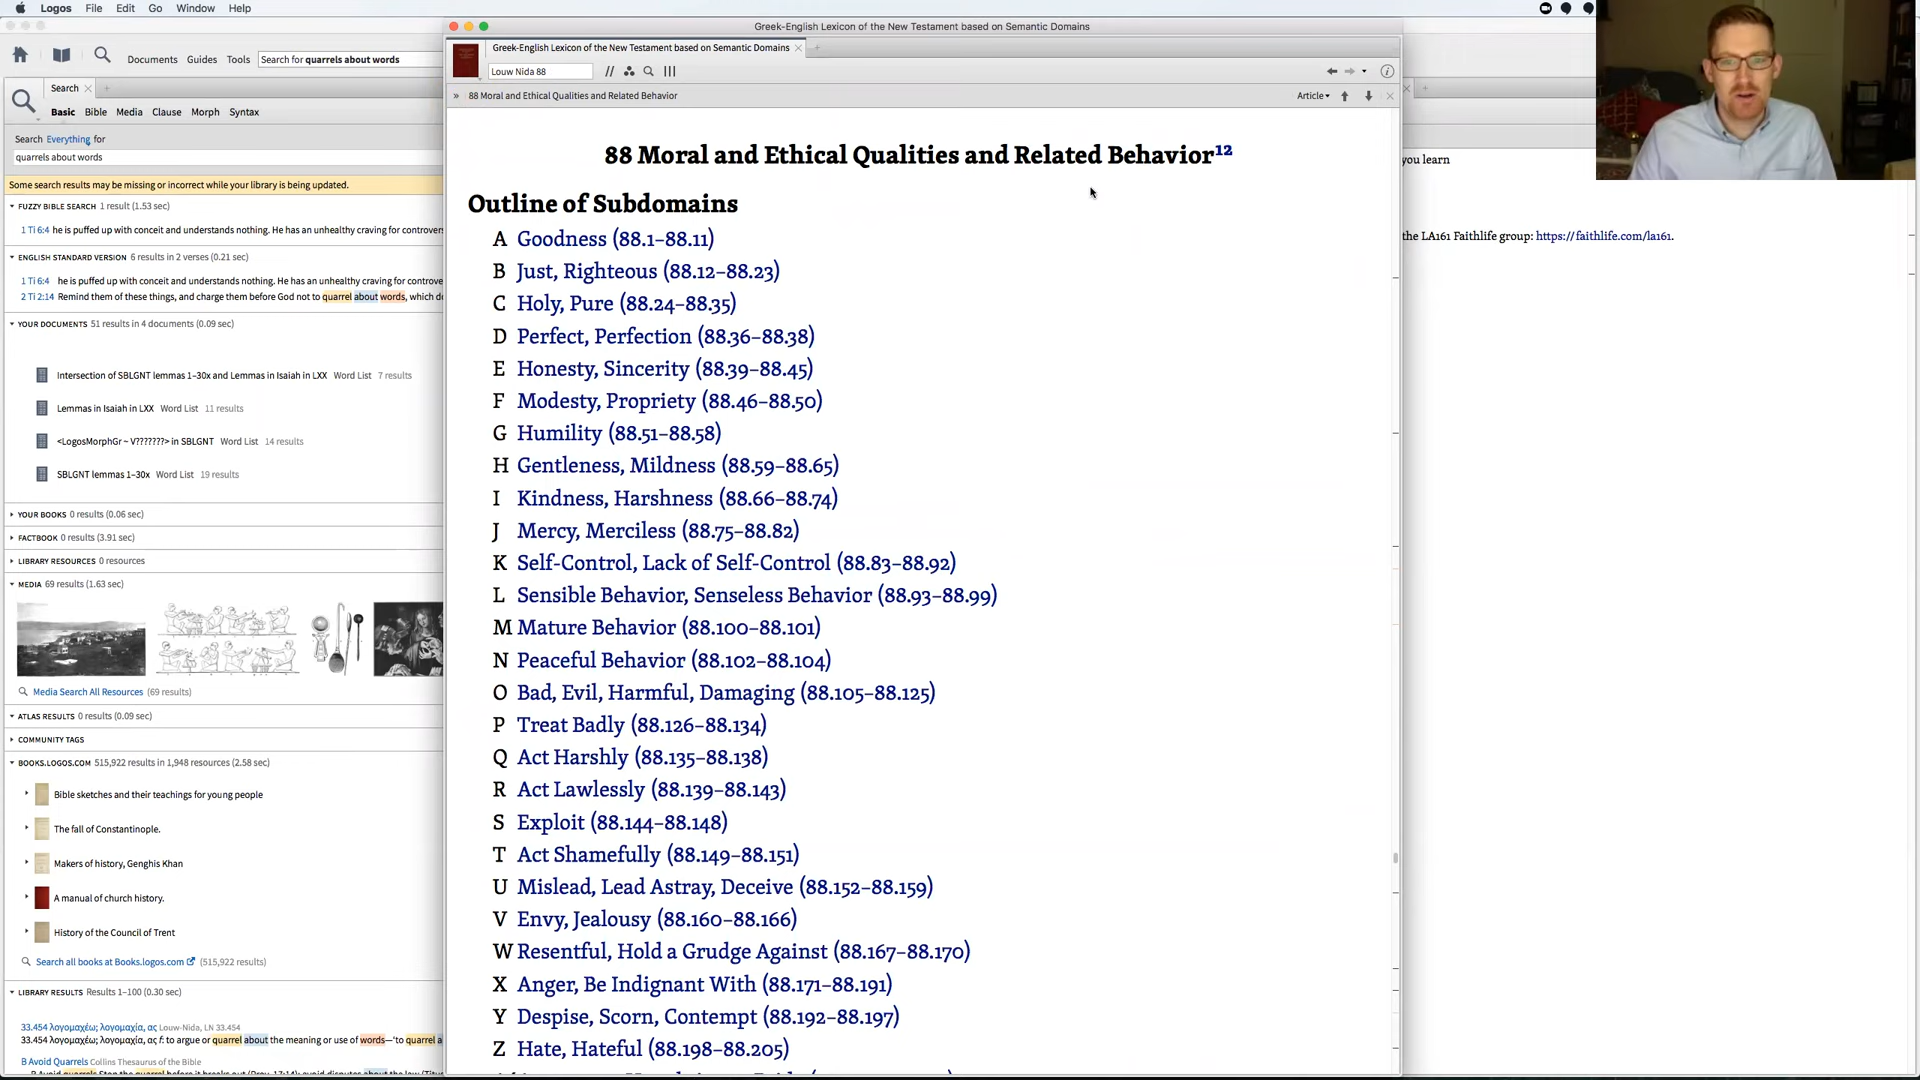 Logos File Edit Go Window Help
Greek-English Lexicon of the New Testament based on Semantic Domains
Documents Guides Tools Search for quarrels about words
Search
Basic Bible Media Clause Morph Syntax
Search Everything for
quarrels about words
Some search results may be missing or incorrect while your library is being updated.
FUZZY BIBLE SEARCH 1 result (1.53 sec)
1 Ti 6:4 he is puffed up with conceit and understands nothing. He has an unhealthy craving for controvers
ENGLISH STANDARD VERSION 6 results in 2 verses (0.21 sec)
1 Ti 6:4 he is puffed up with conceit and understands nothing. He has an unhealthy craving for controve
2 Ti 2:14 Remind them of these things, and charge them before God not to quarrel about words, which do
YOUR DOCUMENTS 51 results in 4 documents (0.09 sec)
Intersection of SBLGNT lemmas 1–30x and Lemmas in Isaiah in LXX Word List 7 results
Lemmas in Isaiah in LXX Word List 11 results
<LogosMorphGr ~ V???????> in SBLGNT Word List 14 results
SBLGNT lemmas 1–30x Word List 19 results
YOUR BOOKS 0 results (0.06 sec)
FACTBOOK 0 results (3.91 sec)
LIBRARY RESOURCES 0 resources
MEDIA 69 results (1.63 sec)
Media Search All Resources (69 results)
ATLAS RESULTS 0 results (0.09 sec)
COMMUNITY TAGS
BOOKS.LOGOS.COM 515,922 results in 1,948 resources (2.58 sec)
Bible sketches and their teachings for young people
The fall of Constantinople.
Makers of history, Genghis Khan
A manual of church history.
History of the Council of Trent
Search all books at Books.logos.com (515,922 results)
LIBRARY RESULTS Results 1–100 (0.30 sec)
33.454 λογομαχέω; λογομαχία, ας Louw-Nida, LN 33.454
33.454 λογομαχέω; λογομαχία, ας f: to argue or quarrel about the meaning or use of words—'to quarrel a
B Avoid Quarrels Collins Thesaurus of the Bible
Greek-English Lexicon of the New Testament based on Semantic Domains
Louw Nida 88
» 88 Moral and Ethical Qualities and Related Behavior Article
88 Moral and Ethical Qualities and Related Behavior12
Outline of Subdomains
A Goodness (88.1–88.11)
B Just, Righteous (88.12–88.23)
C Holy, Pure (88.24–88.35)
D Perfect, Perfection (88.36–88.38)
E Honesty, Sincerity (88.39–88.45)
F Modesty, Propriety (88.46–88.50)
G Humility (88.51–88.58)
H Gentleness, Mildness (88.59–88.65)
I Kindness, Harshness (88.66–88.74)
J Mercy, Merciless (88.75–88.82)
K Self-Control, Lack of Self-Control (88.83–88.92)
L Sensible Behavior, Senseless Behavior (88.93–88.99)
M Mature Behavior (88.100–88.101)
N Peaceful Behavior (88.102–88.104)
O Bad, Evil, Harmful, Damaging (88.105–88.125)
P Treat Badly (88.126–88.134)
Q Act Harshly (88.135–88.138)
R Act Lawlessly (88.139–88.143)
S Exploit (88.144–88.148)
T Act Shamefully (88.149–88.151)
U Mislead, Lead Astray, Deceive (88.152–88.159)
V Envy, Jealousy (88.160–88.166)
W Resentful, Hold a Grudge Against (88.167–88.170)
X Anger, Be Indignant With (88.171–88.191)
Y Despise, Scorn, Contempt (88.192–88.197)
Z Hate, Hateful (88.198–88.205)
you learn
the LA161 Faithlife group: https://faithlife.com/la161.